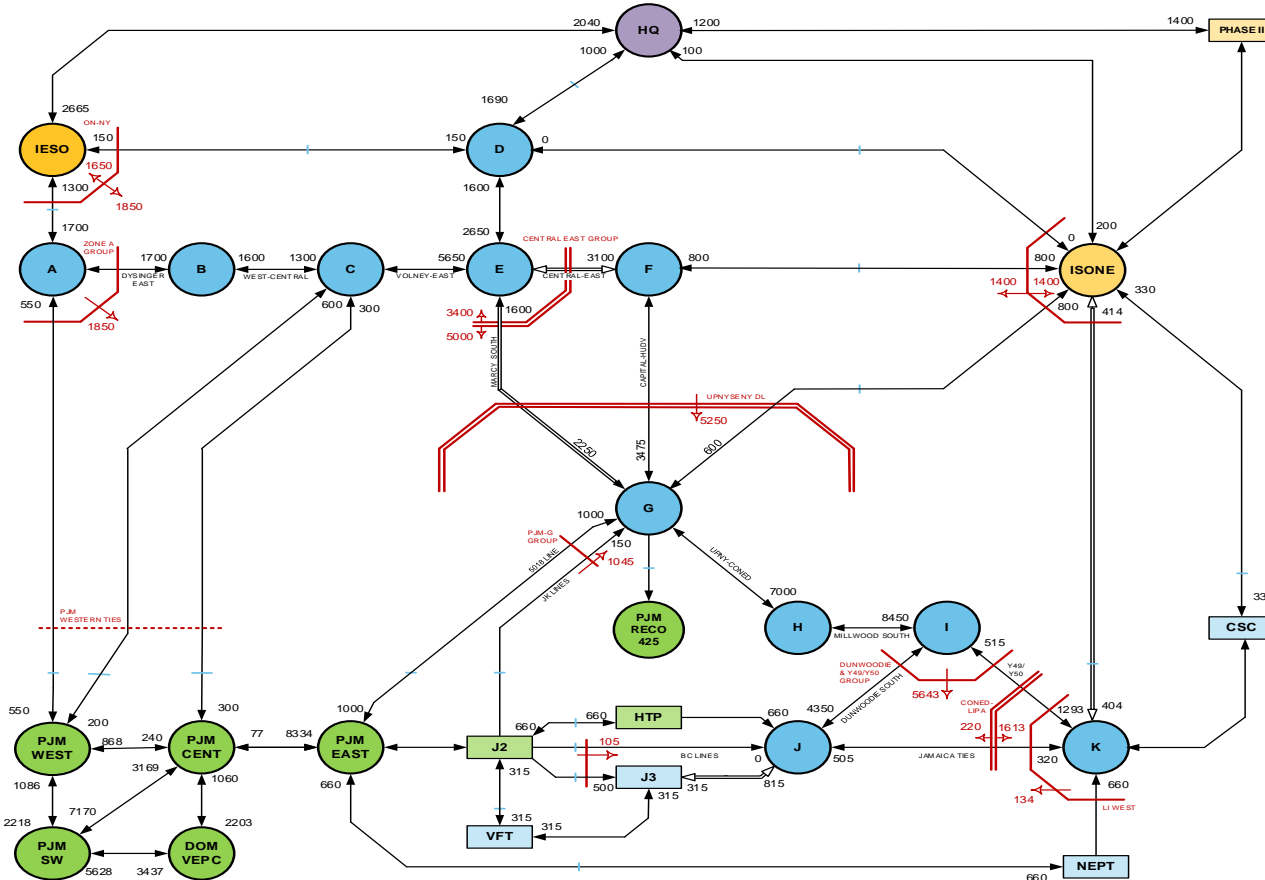 2040
HQ
1200
1400
PHASE II
1000
100
2665
ON-NY
1690
IESO
150
150
D
0
1650
1300
1850
1600
1700
ZONE A
GROUP
2650
CENTRAL EAST GROUP
200
0
A
1700
B
1600
1300
C
5650
E
3100
F
800
800
ISONE
DYSINGER
EAST
WEST-CENTRAL
VOLNEY-EAST
CENTRAL-EAST
550
600
300
1400
1400
330
1850
3400
1600
800
414
5000
MARCY SOUTH
CAPITAL-HUDV
UPNYSENY DL
5250
2250
3475
600
G
1000
PJM-G
GROUP
150
1045
5018 LINE
JK LINES
UPNY-CONED
7000
PJM
RECO
425
H
8450
I
MILLWOOD SOUTH
515
33
CSC
PJM
WESTERN TIES
DUNWOODIE
& Y49/Y50
GROUP
DUNWOODIE SOUTH
5643
Y49/
Y50
CONED-
LIPA
220
1613
1293
404
550
200
300
1000
660
660
HTP
660
4350
PJM
WEST
868
240
PJM
CENT
77
8334
PJM
EAST
J2
105
BC LINES
0
J
505
JAMAICA TIES
320
K
1086
3169
1060
660
315
500
J3
315
815
134
660
LI WEST
315
2218
7170
2203
315
VFT
315
PJM
SW
DOM
VEPC
5628
3437
NEPT
660